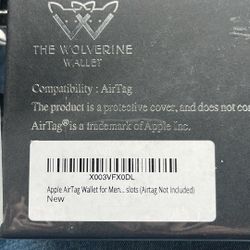 THE WOLVERINE
WALLET
Compatibility : AirTag
The product is a protective cover, and does not co
AirTag® is a trademark of Apple Inc.
X003VFX0DL
Apple AirTag Wallet for Men... slots (Airtag Not Included)
New